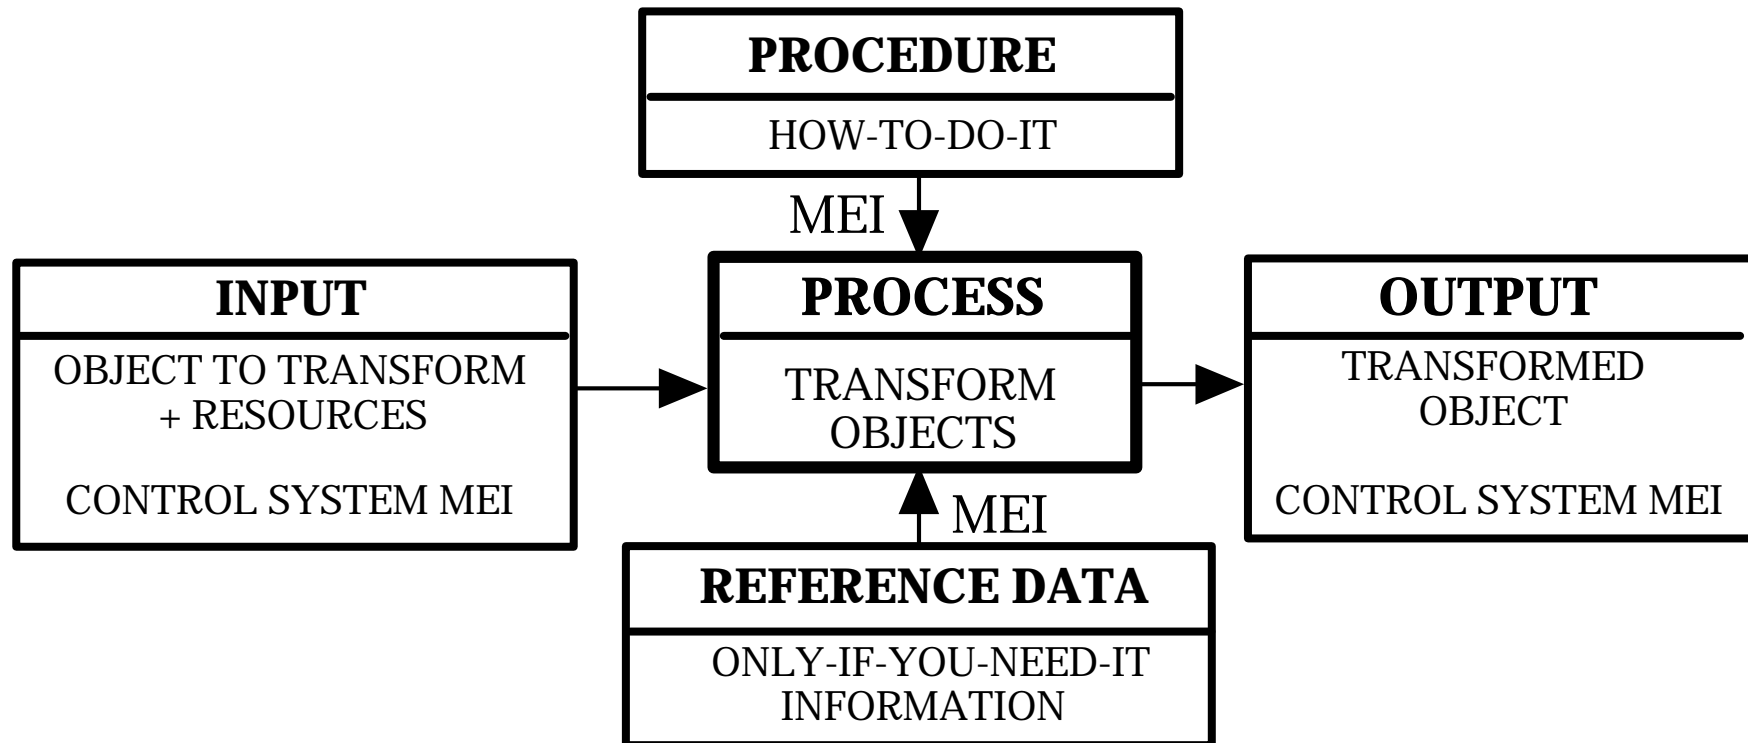 PROCEDURE
HOW-TO-DO-IT
MEI
INPUT
OBJECT TO TRANSFORM
+ RESOURCES
CONTROL SYSTEM MEI
PROCESS
TRANSFORM
OBJECTS
OUTPUT
TRANSFORMED
OBJECT
CONTROL SYSTEM MEI
MEI
REFERENCE DATA
ONLY-IF-YOU-NEED-IT
INFORMATION